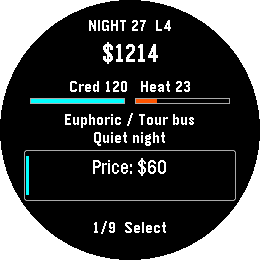 NIGHT 27 L4
$1214
Cred 120 Heat 23
Euphoric / Tour bus
Quiet night
Price: $60
1/9 Select